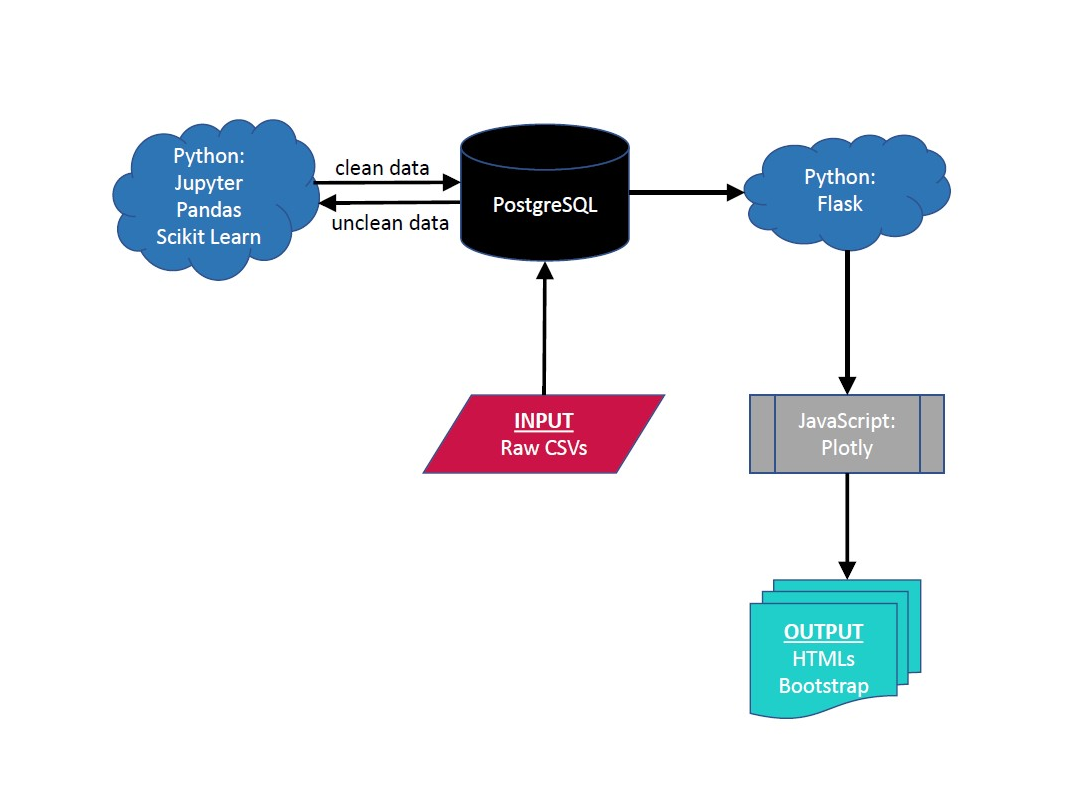 Python:
Jupyter
Pandas
Scikit Learn
clean data
unclean data
PostgreSQL
Python:
Flask
INPUT
Raw CSVs
JavaScript:
Plotly
OUTPUT
HTMLs
Bootstrap